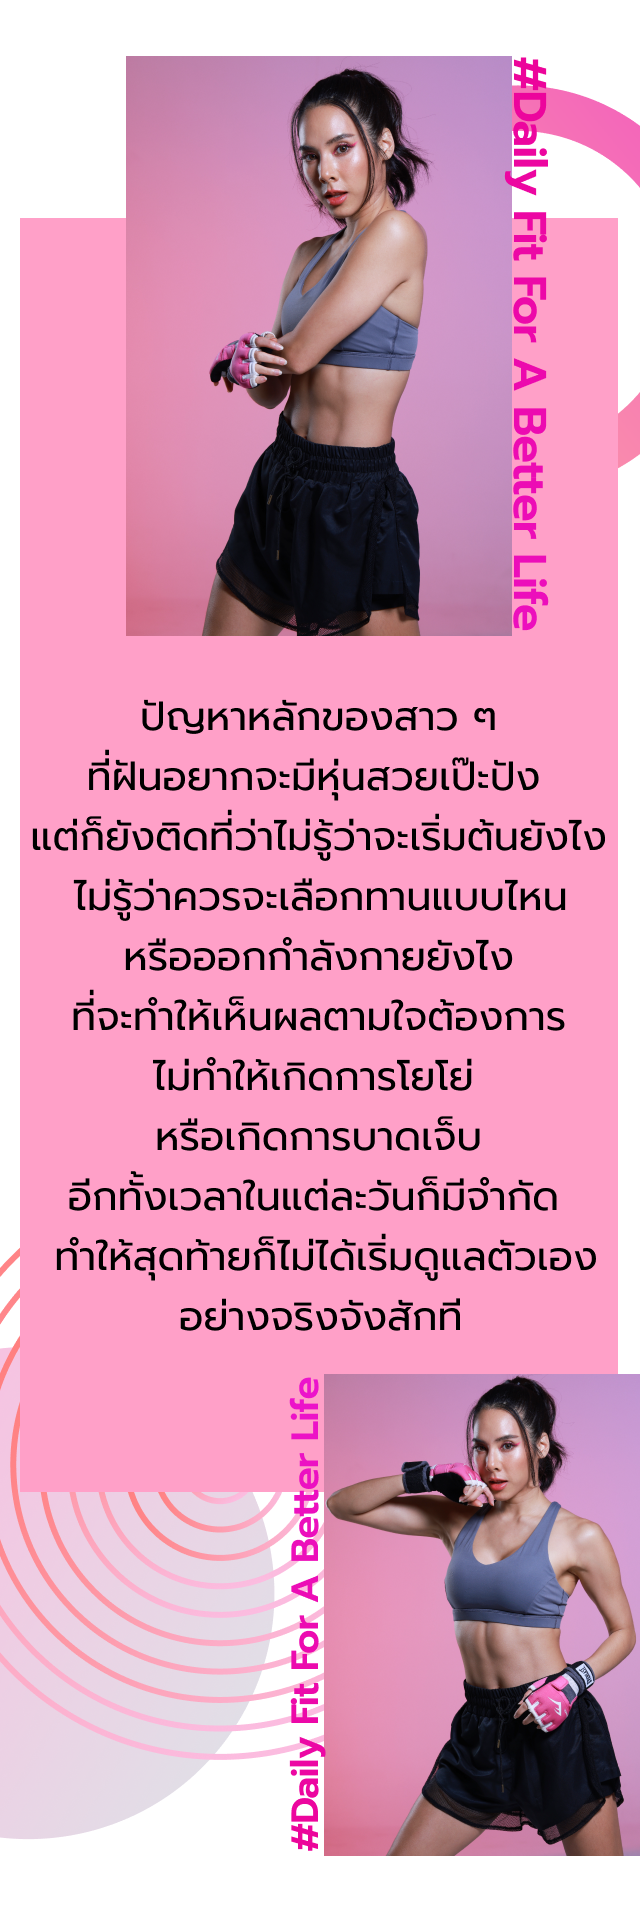 #Daily Fit For A Better Life
ปัญหาหลักของสาว ๆ
ที่ฝันอยากจะมีหุ่นสวยเป๊ะปัง
แต่ก็ยังติดที่ว่าไม่รู้ว่าจะเริ่มต้นยังไง
ไม่รู้ว่าควรจะเลือกทานแบบไหน
หรือออกกำลังกายยังไง
ที่จะทำให้เห็นผลตามใจต้องการ
ไม่ทำให้เกิดการโยโย่
หรือเกิดการบาดเจ็บ
อีกทั้งเวลาในแต่ละวันก็มีจำกัด
ทำให้สุดท้ายก็ไม่ได้เริ่มดูแลตัวเอง
อย่างจริงจังสักที
#Daily Fit For A Better Life